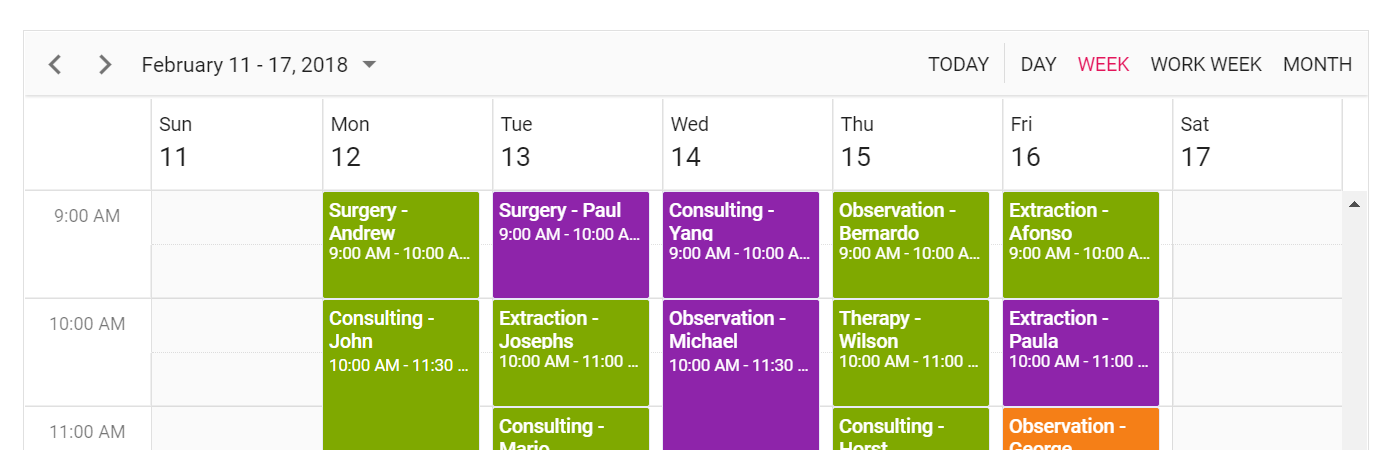 February 11 - 17, 2018
TODAY
DAY
WEEK
WORK WEEK
MONTH
Sun
11
Mon
12
Tue
13
Wed
14
Thu
15
Fri
16
Sat
17
9:00 AM
Surgery -
Andrew
9:00 AM - 10:00 A...
Surgery - Paul
9:00 AM - 10:00 A...
Consulting -
Yang
9:00 AM - 10:00 A...
Observation -
Bernardo
9:00 AM - 10:00 A...
Extraction -
Afonso
9:00 AM - 10:00 A...
10:00 AM
Consulting -
John
10:00 AM - 11:30 ...
Extraction -
Josephs
10:00 AM - 11:00 ...
Observation -
Michael
10:00 AM - 11:30 ...
Therapy -
Wilson
10:00 AM - 11:00 ...
Extraction -
Paula
10:00 AM - 11:00 ...
11:00 AM
Consulting -
Mario
Consulting -
Horst
Observation -
George